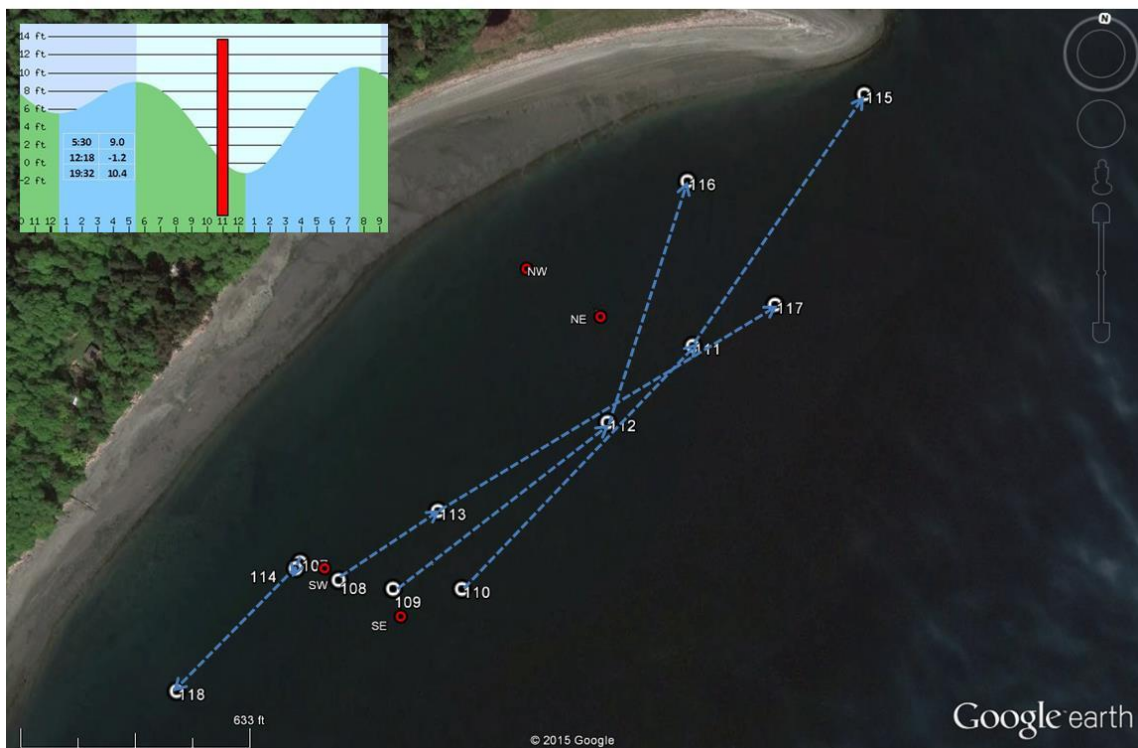 14 ft
12 ft
10 ft
8 ft
6 ft
4 ft
2 ft
0 ft
-2 ft
5:30 9.0
12:18 -1.2
19:32 10.4
0 11 12 1 2 3 4 5 6 7 8 9 10 11 12 1 2 3 4 5 6 7 8 9
N
115
116
NW
117
NE
111
112
113
107
114
SW
108
109
110
SE
118
633 ft
© 2015 Google
Google earth